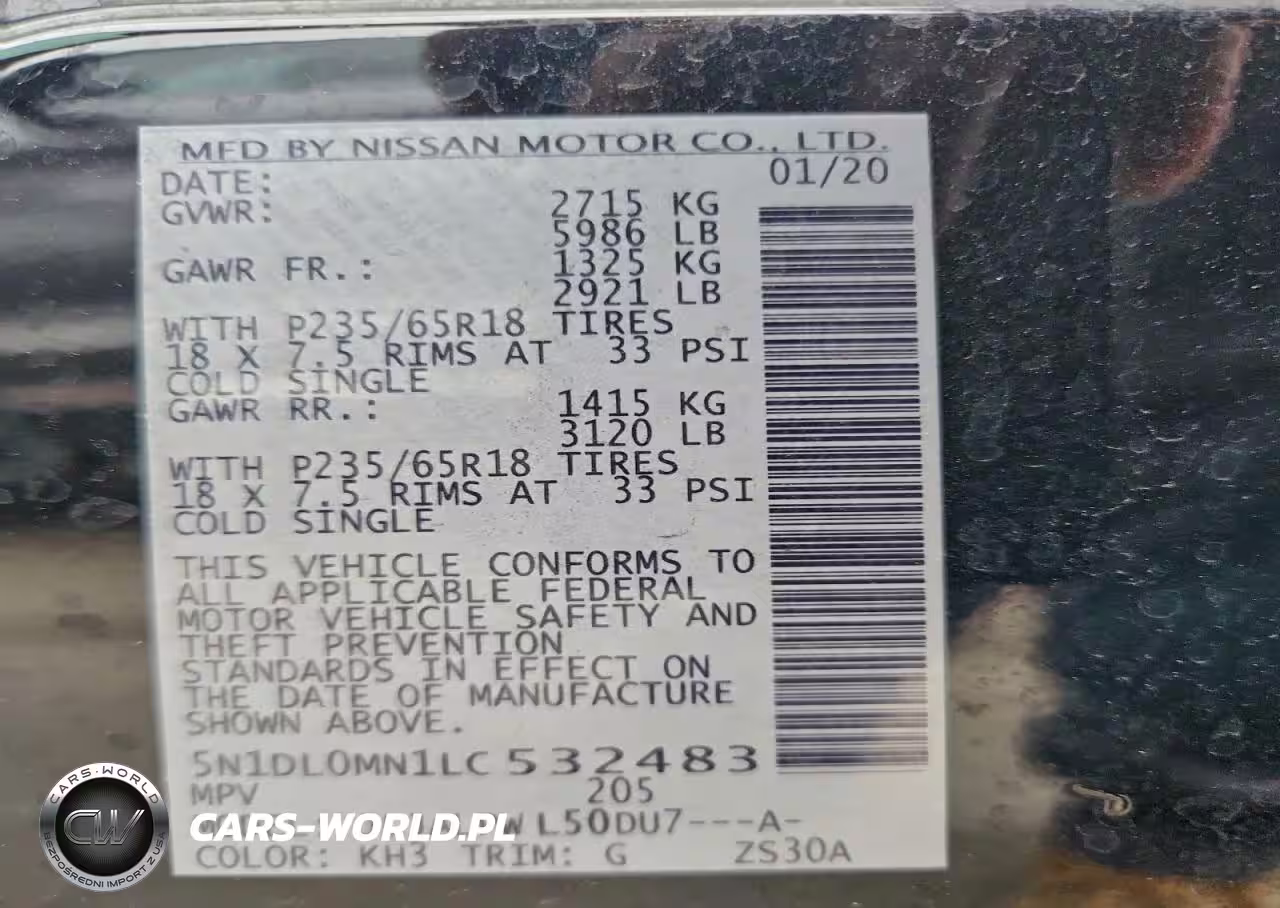 MFD BY NISSAN MOTOR CO., LTD.
DATE: 01/20
GVWR: 2715 KG
5986 LB
GAWR FR.: 1325 KG
2921 LB
WITH P235/65R18 TIRES
18 X 7.5 RIMS AT 33 PSI
COLD SINGLE
GAWR RR.: 1415 KG
3120 LB
WITH P235/65R18 TIRES
18 X 7.5 RIMS AT 33 PSI
COLD SINGLE
THIS VEHICLE CONFORMS TO
ALL APPLICABLE FEDERAL
MOTOR VEHICLE SAFETY AND
THEFT PREVENTION
STANDARDS IN EFFECT ON
THE DATE OF MANUFACTURE
SHOWN ABOVE.
5N1DL0MN1LC532483
MPV 205
L50DU7---A-
COLOR: KH3 TRIM: G ZS30A
CARS-WORLD
CW
BEZPOŚREDNI IMPORT Z USA
CARS-WORLD.PL